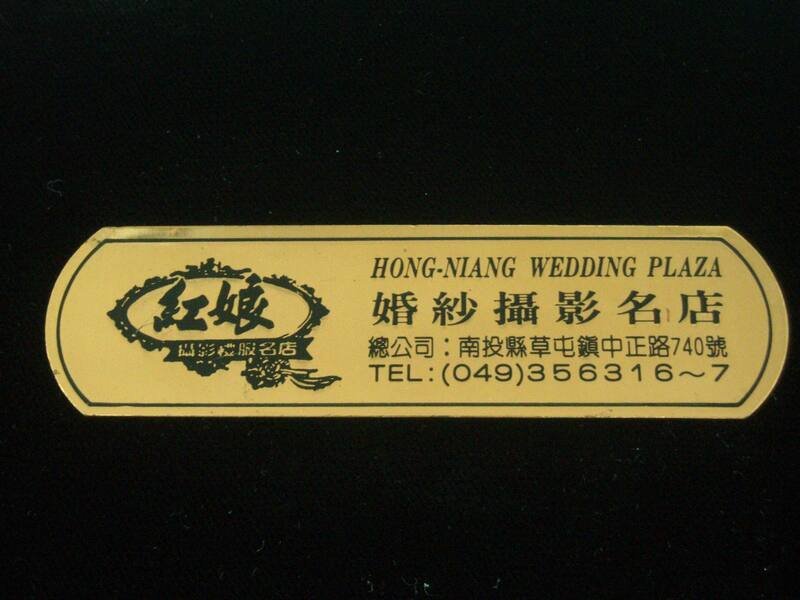 紅娘
攝影禮服名店
HONG-NIANG WEDDING PLAZA
婚紗攝影名店
總公司：南投縣草屯鎮中正路740號
TEL:(049)356316～7